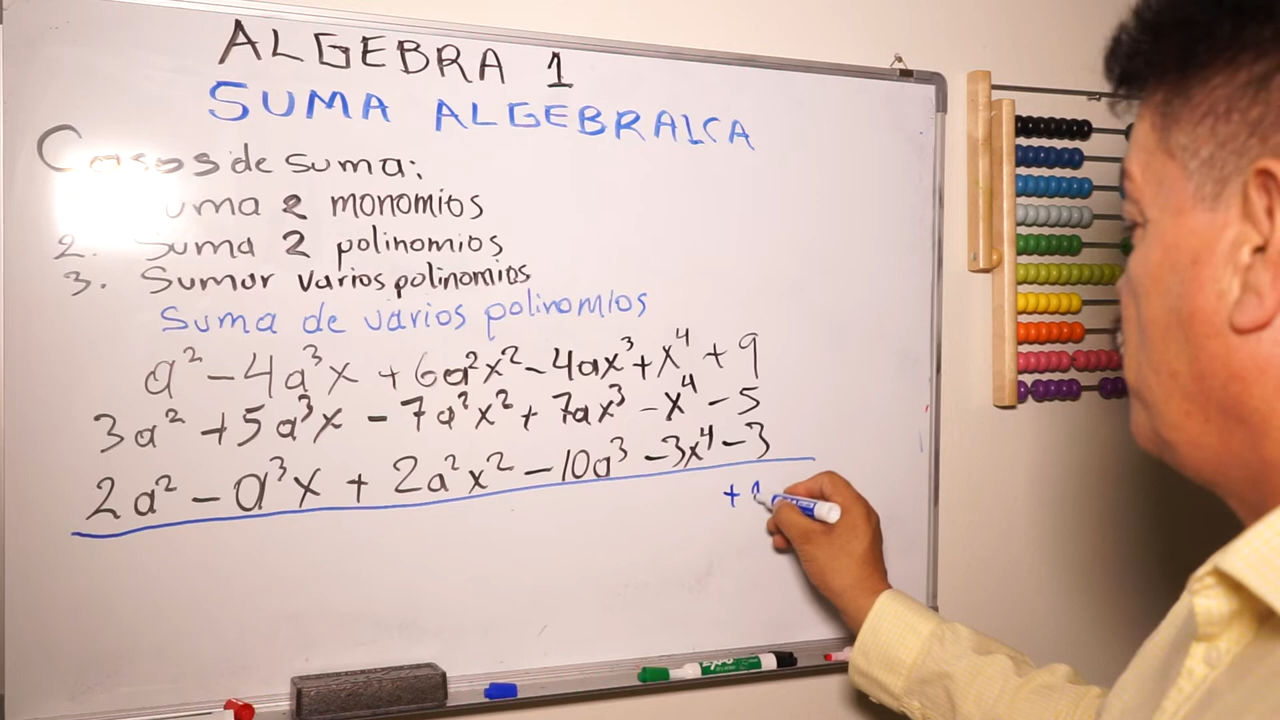 ALGEBRA 1
SUMA ALGEBRAICA
Casos de suma:
uma 2 monomios
2. Suma 2 polinomios
3. Sumar varios polinomios
Suma de varios polinomios
a² - 4a³x + 6a²x² - 4ax³ + x⁴ + 9
3a² + 5a³x - 7a²x² + 7ax³ - x⁴ - 5
2a² - a³x + 2a²x² - 10a³ - 3x⁴ - 3
+
EXPO